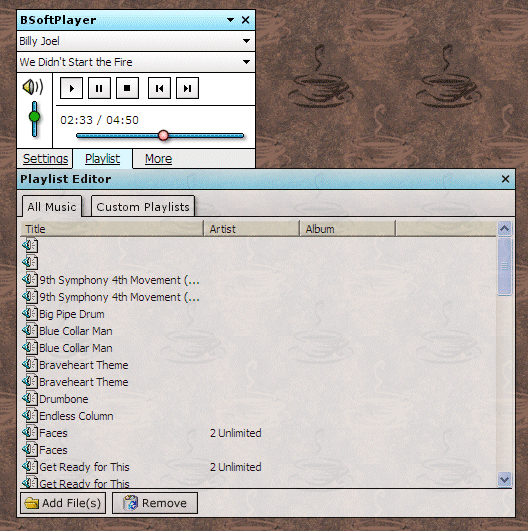 BSoftPlayer
Billy Joel
We Didn't Start the Fire
02:33 / 04:50
Settings Playlist More
Playlist Editor
All Music Custom Playlists
Title Artist Album
9th Symphony 4th Movement (...
9th Symphony 4th Movement (...
Big Pipe Drum
Blue Collar Man
Blue Collar Man
Braveheart Theme
Braveheart Theme
Drumbone
Endless Column
Faces 2 Unlimited
Faces
Get Ready for This 2 Unlimited
Get Ready for This
Add File(s) Remove